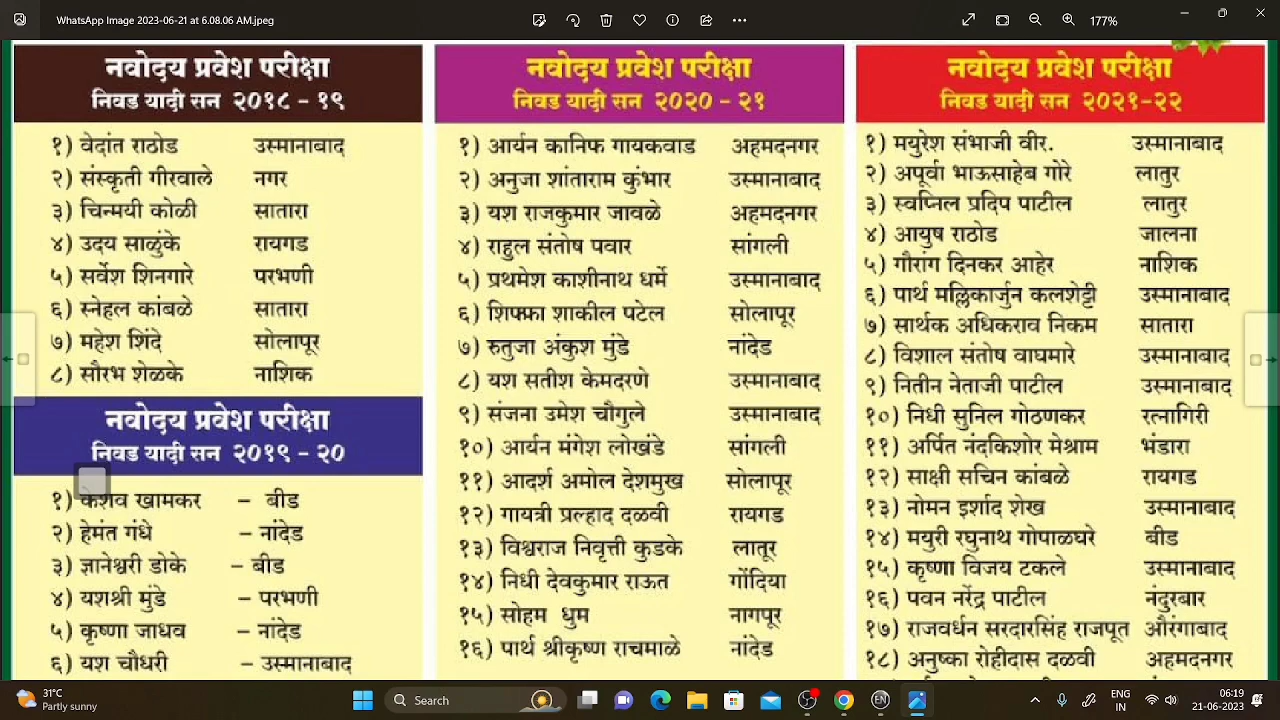 WhatsApp Image 2023-06-21 at 6.08.06 AM.jpeg
177%
नवोदय प्रवेश परीक्षा
निवड यादी सन २०१८ - १९
१) वेदांत राठोड उस्मानाबाद
२) संस्कृती गीरवाले नगर
३) चिन्मयी कोळी सातारा
४) उदय साळुंके रायगड
५) सर्वेश शिनगारे परभणी
६) स्नेहल कांबळे सातारा
७) महेश शिंदे सोलापूर
८) सौरभ शेळके नाशिक
नवोदय प्रवेश परीक्षा
निवड यादी सन २०१९ - २०
१) केशव खामकर – बीड
२) हेमंत गंधे – नांदेड
३) ज्ञानेश्वरी डोके – बीड
४) यशश्री मुंडे – परभणी
५) कृष्णा जाधव – नांदेड
६) यश चौधरी – उस्मानाबाद
नवोदय प्रवेश परीक्षा
निवड यादी सन २०२० - २१
१) आर्यन कानिफ गायकवाड अहमदनगर
२) अनुजा शांताराम कुंभार उस्मानाबाद
३) यश राजकुमार जावळे अहमदनगर
४) राहुल संतोष पवार सांगली
५) प्रथमेश काशीनाथ धर्मे उस्मानाबाद
६) शिफ्फा शाकील पटेल सोलापूर
७) रुतुजा अंकुश मुंडे नांदेड
८) यश सतीश केमदरणे उस्मानाबाद
९) संजना उमेश चौगुले उस्मानाबाद
१०) आर्यन मंगेश लोखंडे सांगली
११) आदर्श अमोल देशमुख सोलापूर
१२) गायत्री प्रल्हाद दळवी रायगड
१३) विश्वराज निवृत्ती कुडके लातूर
१४) निधी देवकुमार राऊत गोंदिया
१५) सोहम धुम नागपूर
१६) पार्थ श्रीकृष्ण राचमाळे नांदेड
नवोदय प्रवेश परीक्षा
निवड यादी सन २०२१-२२
१) मयुरेश संभाजी वीर. उस्मानाबाद
२) अपूर्वा भाऊसाहेब गोरे लातुर
३) स्वप्निल प्रदिप पाटील लातुर
४) आयुष राठोड जालना
५) गौरांग दिनकर आहेर नाशिक
६) पार्थ मल्लिकार्जुन कलशेट्टी उस्मानाबाद
७) सार्थक अधिकराव निकम सातारा
८) विशाल संतोष वाघमारे उस्मानाबाद
९) नितीन नेताजी पाटील उस्मानाबाद
१०) निधी सुनिल गोठणकर रत्नागिरी
११) अर्पित नंदकिशोर मेश्राम भंडारा
१२) साक्षी सचिन कांबळे रायगड
१३) नोमन इर्शाद शेख उस्मानाबाद
१४) मयुरी रघुनाथ गोपाळघरे बीड
१५) कृष्णा विजय टकले उस्मानाबाद
१६) पवन नरेंद्र पाटील नंदुरबार
१७) राजवर्धन सरदारसिंह राजपूत औरंगाबाद
१८) अनुष्का रोहीदास दळवी अहमदनगर
31°C
Partly sunny
Search
EN
ENG
IN
06:19
21-06-2023